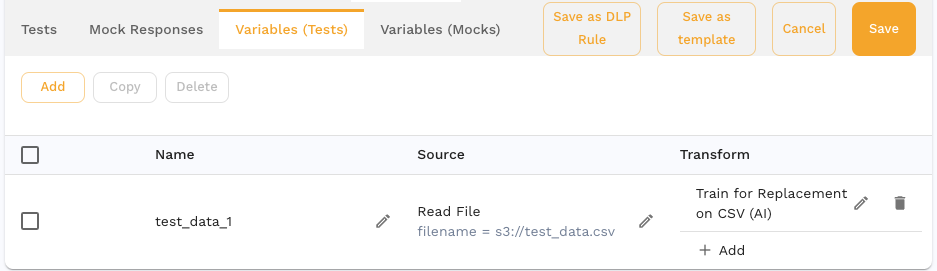 Tests Mock Responses Variables (Tests) Variables (Mocks) Save as DLP Rule Save as template Cancel Save
Add Copy Delete
Name Source Transform
test_data_1
Read File
filename = s3://test_data.csv
Train for Replacement
on CSV (AI)
Add